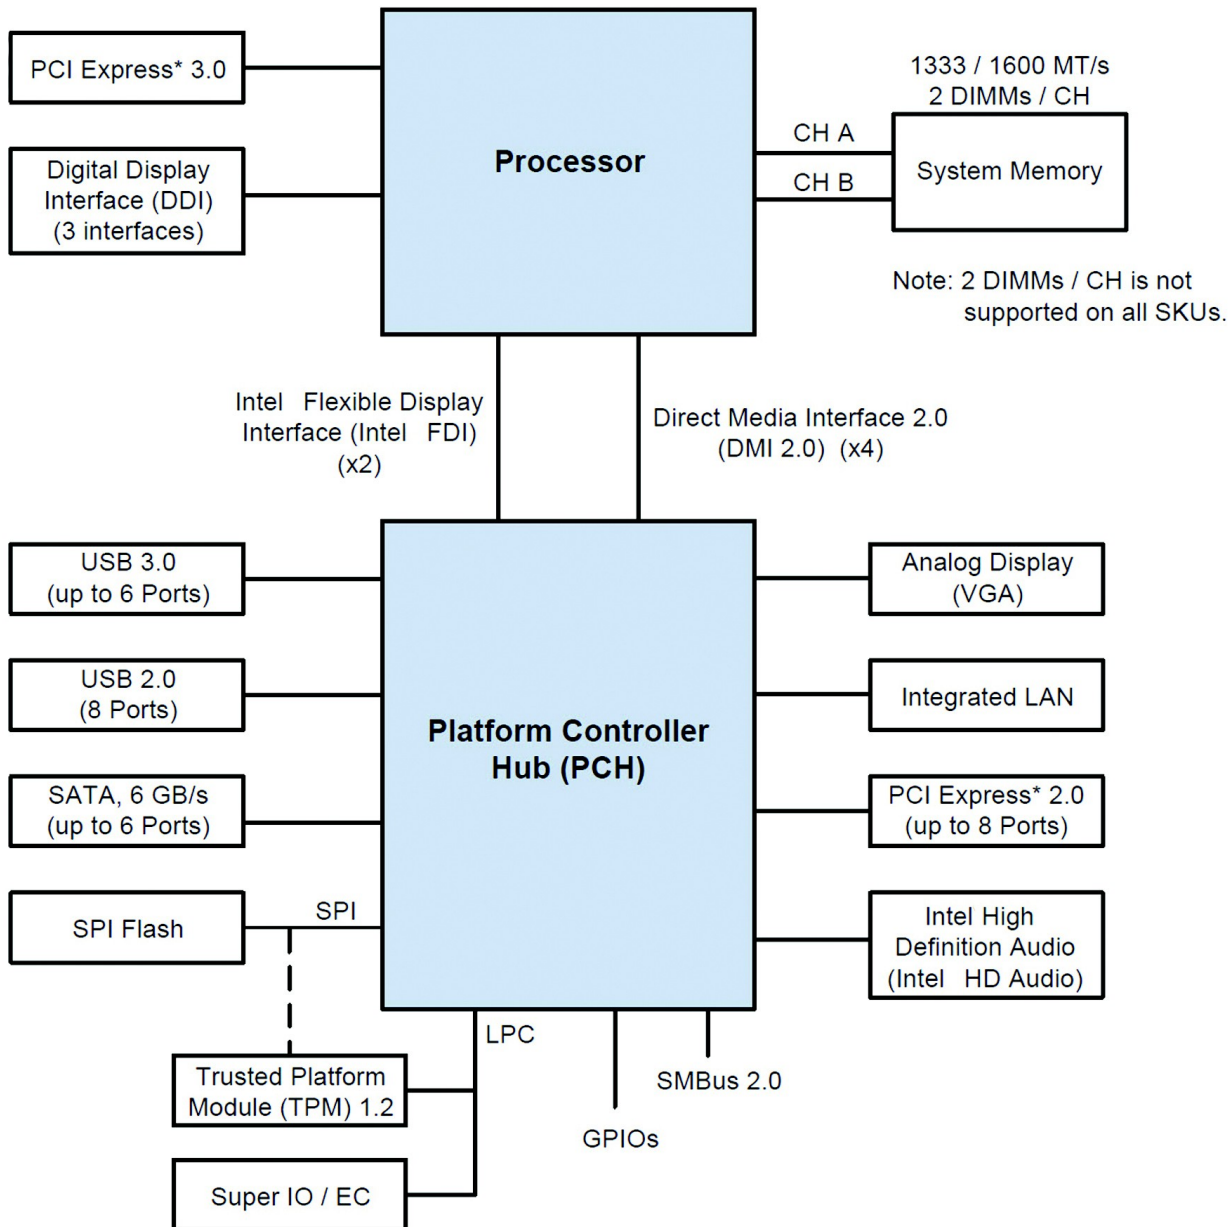 PCI Express* 3.0
Digital Display
Interface (DDI)
(3 interfaces)
Processor
CH A
CH B
1333 / 1600 MT/s
2 DIMMs / CH
System Memory
Note: 2 DIMMs / CH is not
supported on all SKUs.
Intel Flexible Display
Interface (Intel FDI)
(x2)
Direct Media Interface 2.0
(DMI 2.0) (x4)
USB 3.0
(up to 6 Ports)
USB 2.0
(8 Ports)
SATA, 6 GB/s
(up to 6 Ports)
SPI Flash
SPI
Platform Controller
Hub (PCH)
Analog Display
(VGA)
Integrated LAN
PCI Express* 2.0
(up to 8 Ports)
Intel High
Definition Audio
(Intel HD Audio)
LPC
Trusted Platform
Module (TPM) 1.2
Super IO / EC
SMBus 2.0
GPIOs